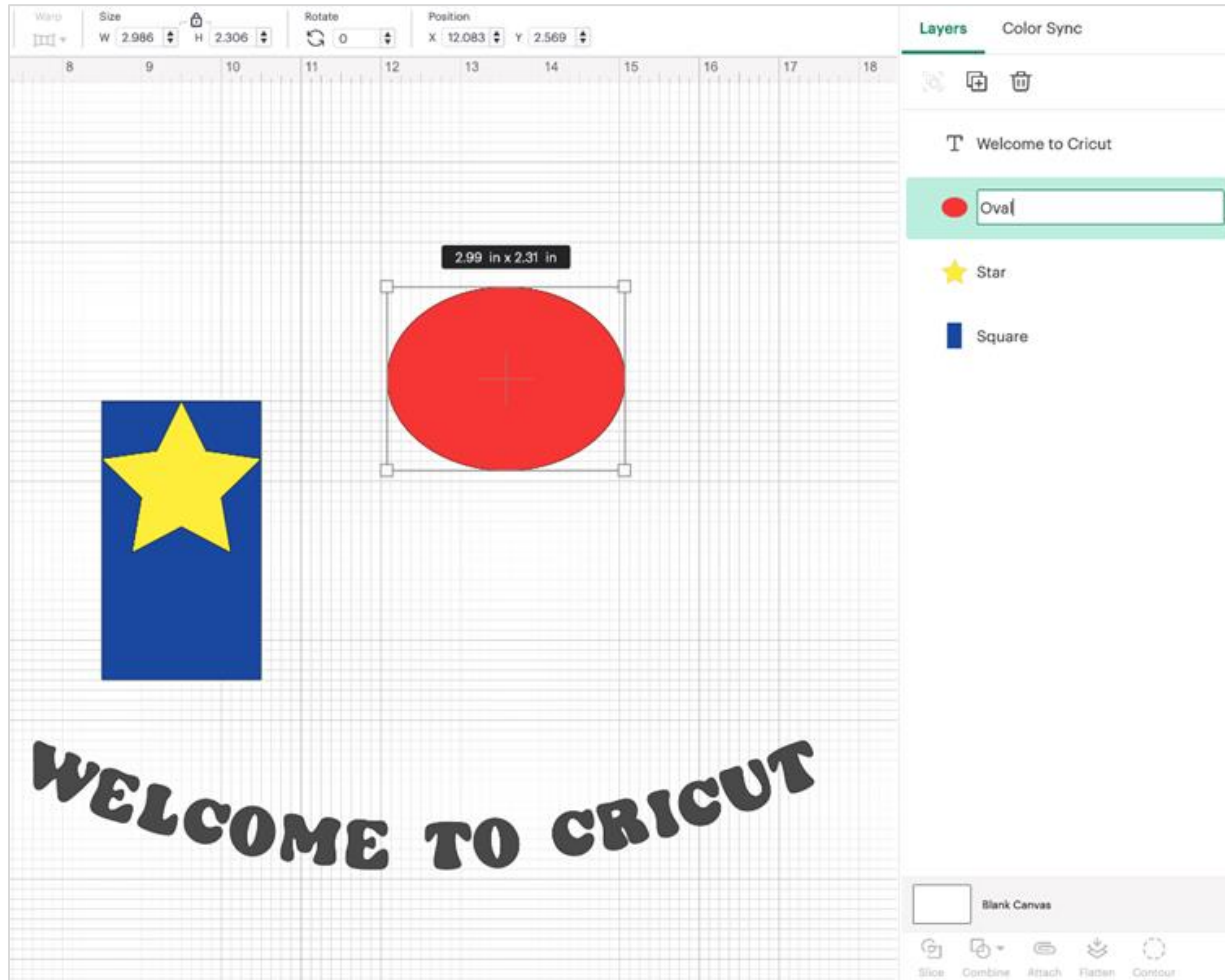 Warp
Size
W 2.986 H 2.306
Rotate
0
Position
X 12.083 Y 2.569
8 9 10 11 12 13 14 15 16 17 18
2.99 in x 2.31 in
WELCOME TO CRICUT
Layers Color Sync
Welcome to Cricut
Oval
Star
Square
Blank Canvas
Slice Combine Attach Flatten Contour